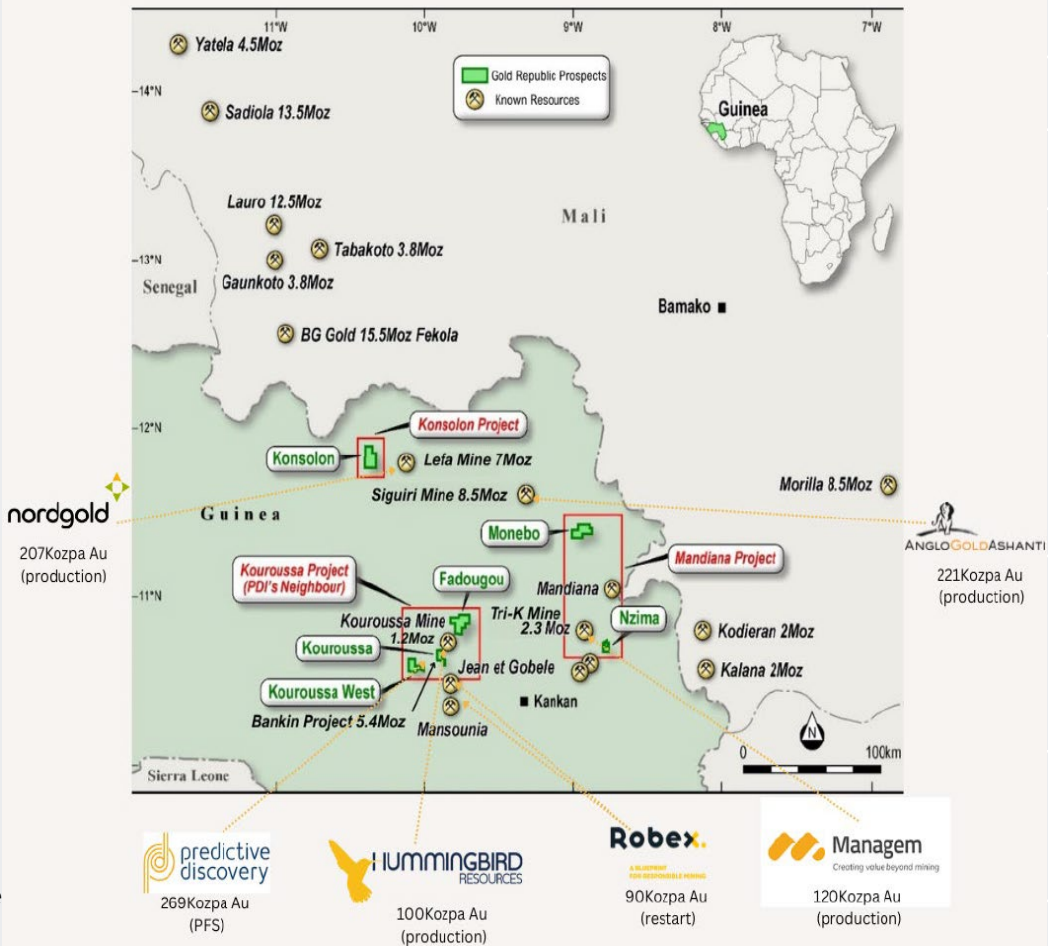 11°W
10°W
9°W
8°W
7°W
Yatela 4.5Moz
14°N
Gold Republic Prospects
Known Resources
Guinea
Sadiola 13.5Moz
Lauro 12.5Moz
Mali
Tabakoto 3.8Moz
13°N
Gaunkoto 3.8Moz
Senegal
Bamako
BG Gold 15.5Moz Fekola
12°N
Konsolon Project
Konsolon
Lefa Mine 7Moz
Siguiri Mine 8.5Moz
Morilla 8.5Moz
nordgold
207Kozpa Au
(production)
Guinea
Monebo
ANGLOGOLDASHANTI
221Kozpa Au
(production)
Kouroussa Project
(PDI's Neighbour)
Fadougou
Mandiana Project
11°N
Mandiana
Kouroussa Mine
1.2Moz
Tri-K Mine
2.3 Moz
Nzima
Kodieran 2Moz
Kouroussa
Jean et Gobele
Kalana 2Moz
Kouroussa West
Kankan
Bankin Project 5.4Moz
Mansounia
N
0
100km
Sierra Leone
predictive
discovery
269Kozpa Au
(PFS)
HUMMINGBIRD
RESOURCES
100Kozpa Au
(production)
Robex.
A BLUEPRINT
FOR RESPONSIBLE MINING
90Kozpa Au
(restart)
Managem
Creating value beyond mining
120Kozpa Au
(production)